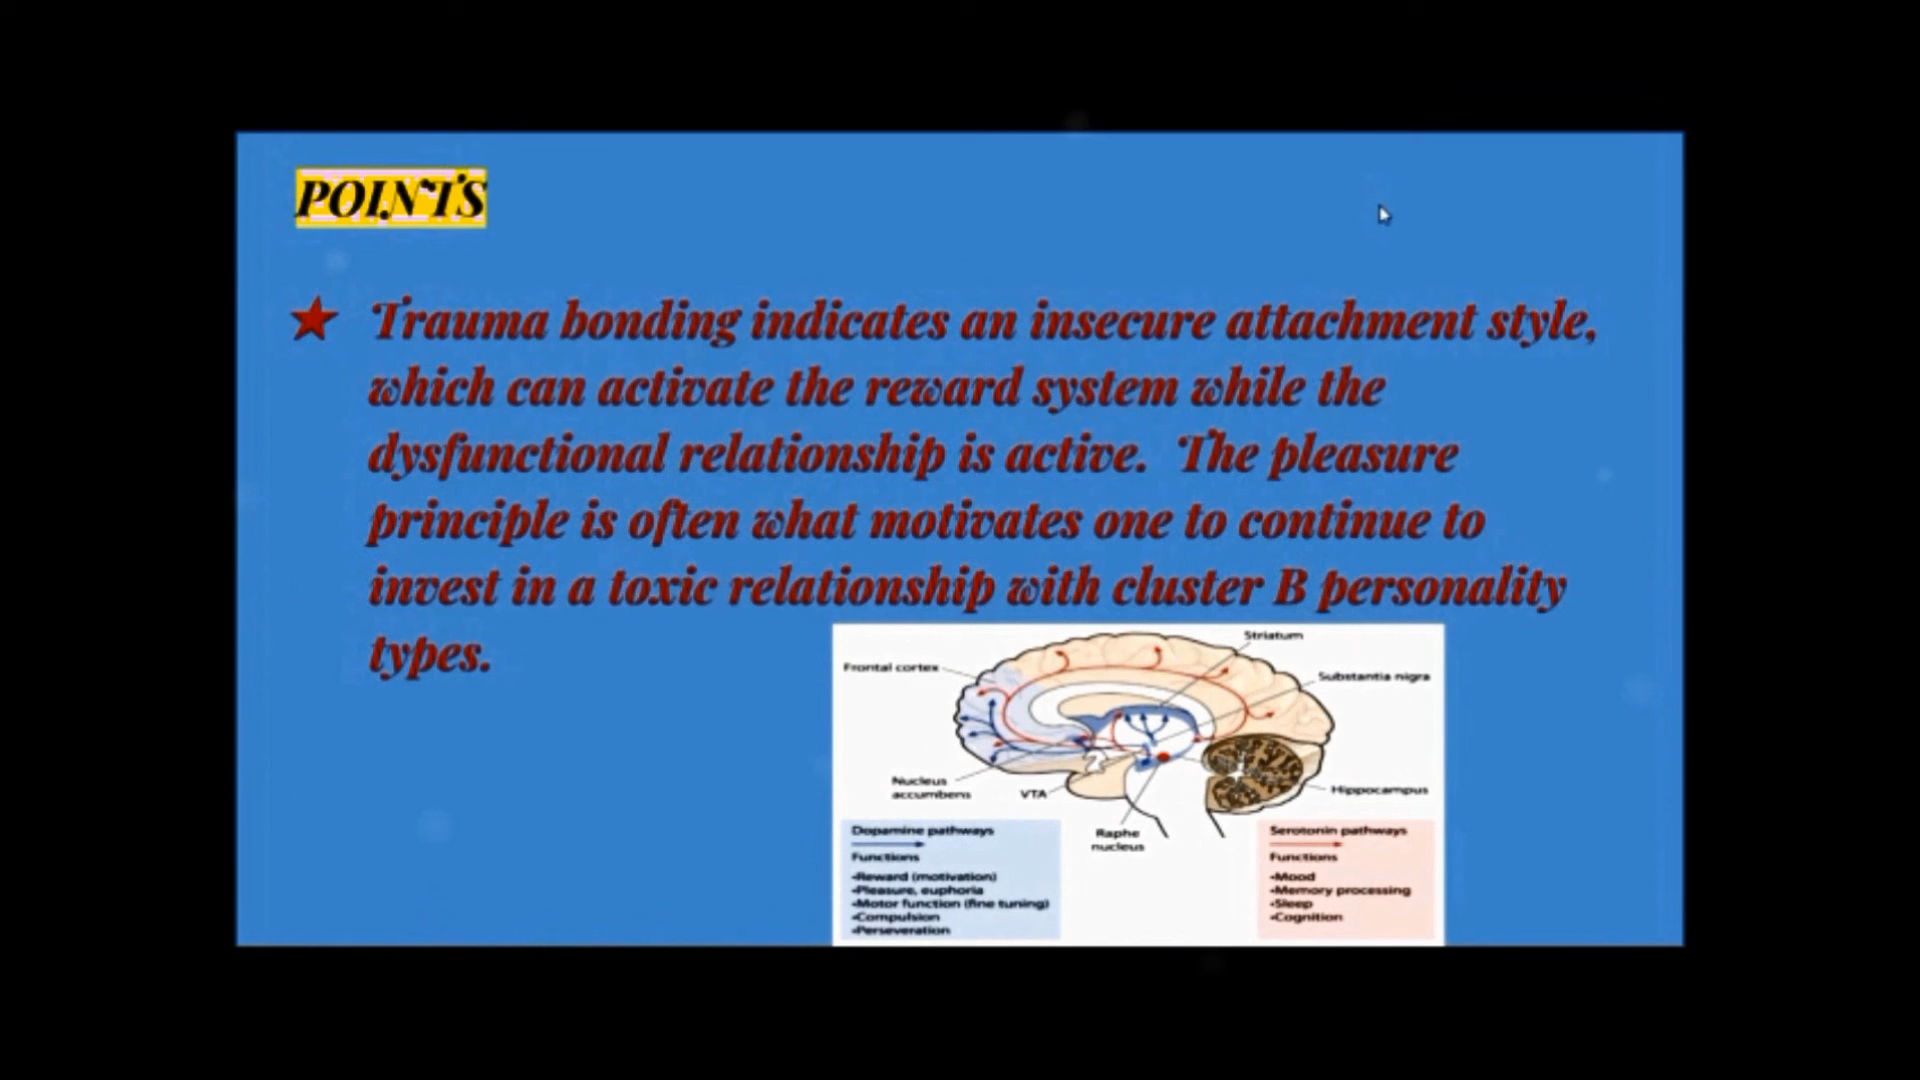 POINTS
★ Trauma bonding indicates an insecure attachment style,
which can activate the reward system while the
dysfunctional relationship is active. The pleasure
principle is often what motivates one to continue to
invest in a toxic relationship with cluster B personality
types.
Striatum
Frontal cortex
Substantia nigra
Nucleus
accumbens
VTA
Hippocampus
Raphe
nucleus
Dopamine pathways
Functions
•Reward (motivation)
•Pleasure, euphoria
•Motor function (fine tuning)
•Compulsion
•Perseveration
Serotonin pathways
Functions
•Mood
•Memory processing
•Sleep
•Cognition